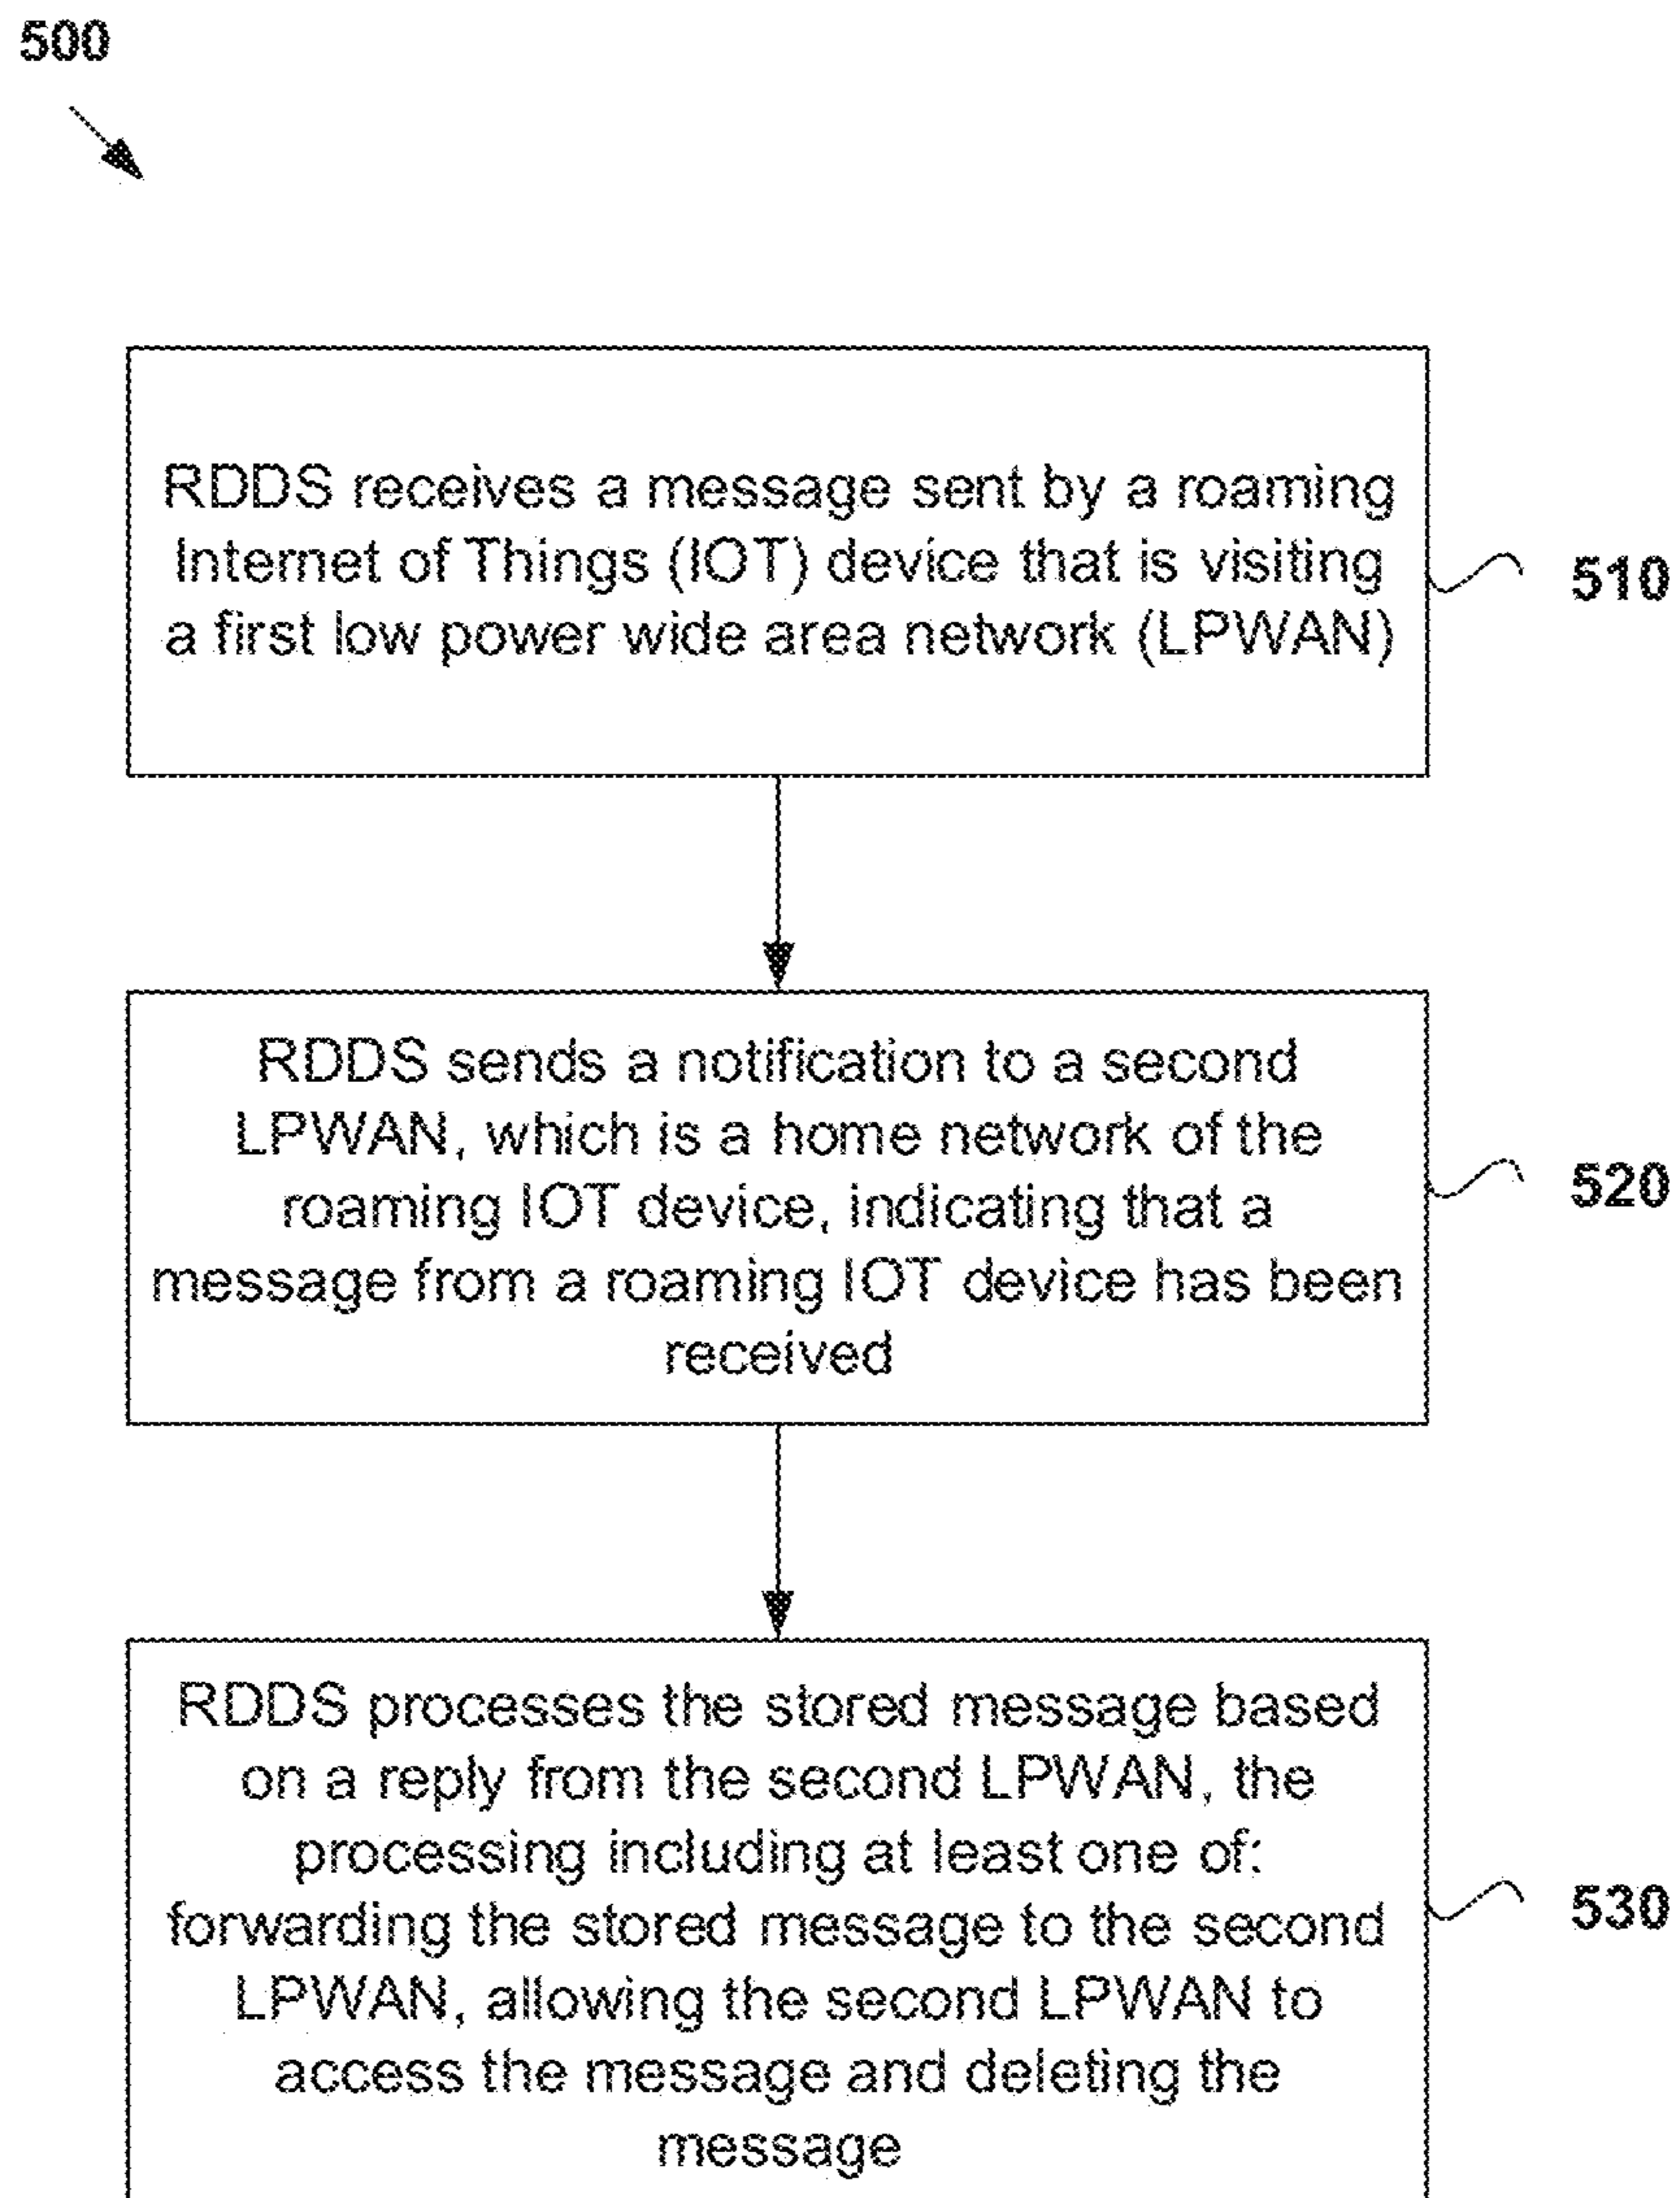 500
RDDS receives a message sent by a roaming
Internet of Things (IOT) device that is visiting
a first low power wide area network (LPWAN)
510
RDDS sends a notification to a second
LPWAN, which is a home network of the
roaming IOT device, indicating that a
message from a roaming IOT device has been
received
520
RDDS processes the stored message based
on a reply from the second LPWAN, the
processing including at least one of:
forwarding the stored message to the second
LPWAN, allowing the second LPWAN to
access the message and deleting the
message
530